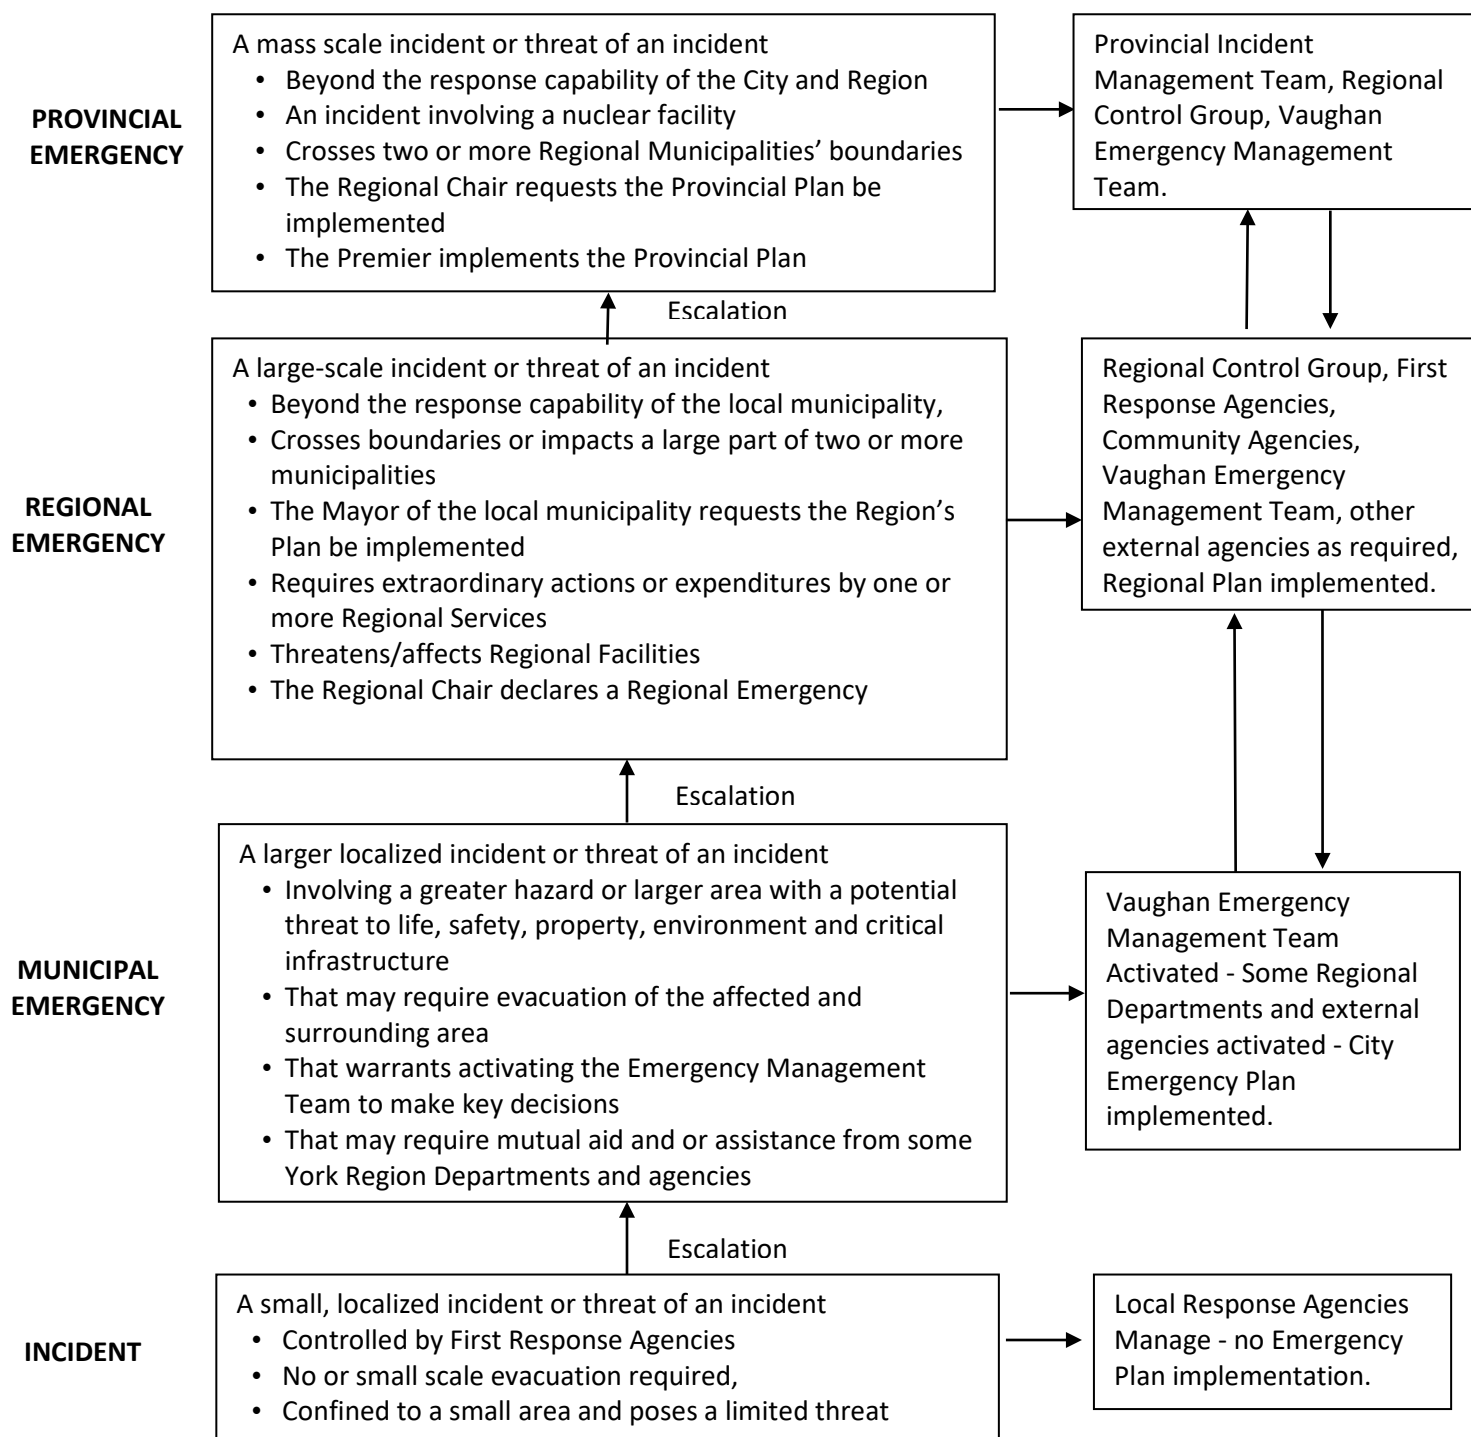 PROVINCIAL
EMERGENCY
A mass scale incident or threat of an incident
• Beyond the response capability of the City and Region
• An incident involving a nuclear facility
• Crosses two or more Regional Municipalities’ boundaries
• The Regional Chair requests the Provincial Plan be
implemented
• The Premier implements the Provincial Plan
Provincial Incident
Management Team, Regional
Control Group, Vaughan
Emergency Management
Team.
Escalation
REGIONAL
EMERGENCY
A large-scale incident or threat of an incident
• Beyond the response capability of the local municipality,
• Crosses boundaries or impacts a large part of two or more
municipalities
• The Mayor of the local municipality requests the Region’s
Plan be implemented
• Requires extraordinary actions or expenditures by one or
more Regional Services
• Threatens/affects Regional Facilities
• The Regional Chair declares a Regional Emergency
Regional Control Group, First
Response Agencies,
Community Agencies,
Vaughan Emergency
Management Team, other
external agencies as required,
Regional Plan implemented.
Escalation
MUNICIPAL
EMERGENCY
A larger localized incident or threat of an incident
• Involving a greater hazard or larger area with a potential
threat to life, safety, property, environment and critical
infrastructure
• That may require evacuation of the affected and
surrounding area
• That warrants activating the Emergency Management
Team to make key decisions
• That may require mutual aid and or assistance from some
York Region Departments and agencies
Vaughan Emergency
Management Team
Activated - Some Regional
Departments and external
agencies activated - City
Emergency Plan
implemented.
Escalation
INCIDENT
A small, localized incident or threat of an incident
• Controlled by First Response Agencies
• No or small scale evacuation required,
• Confined to a small area and poses a limited threat
Local Response Agencies
Manage - no Emergency
Plan implementation.